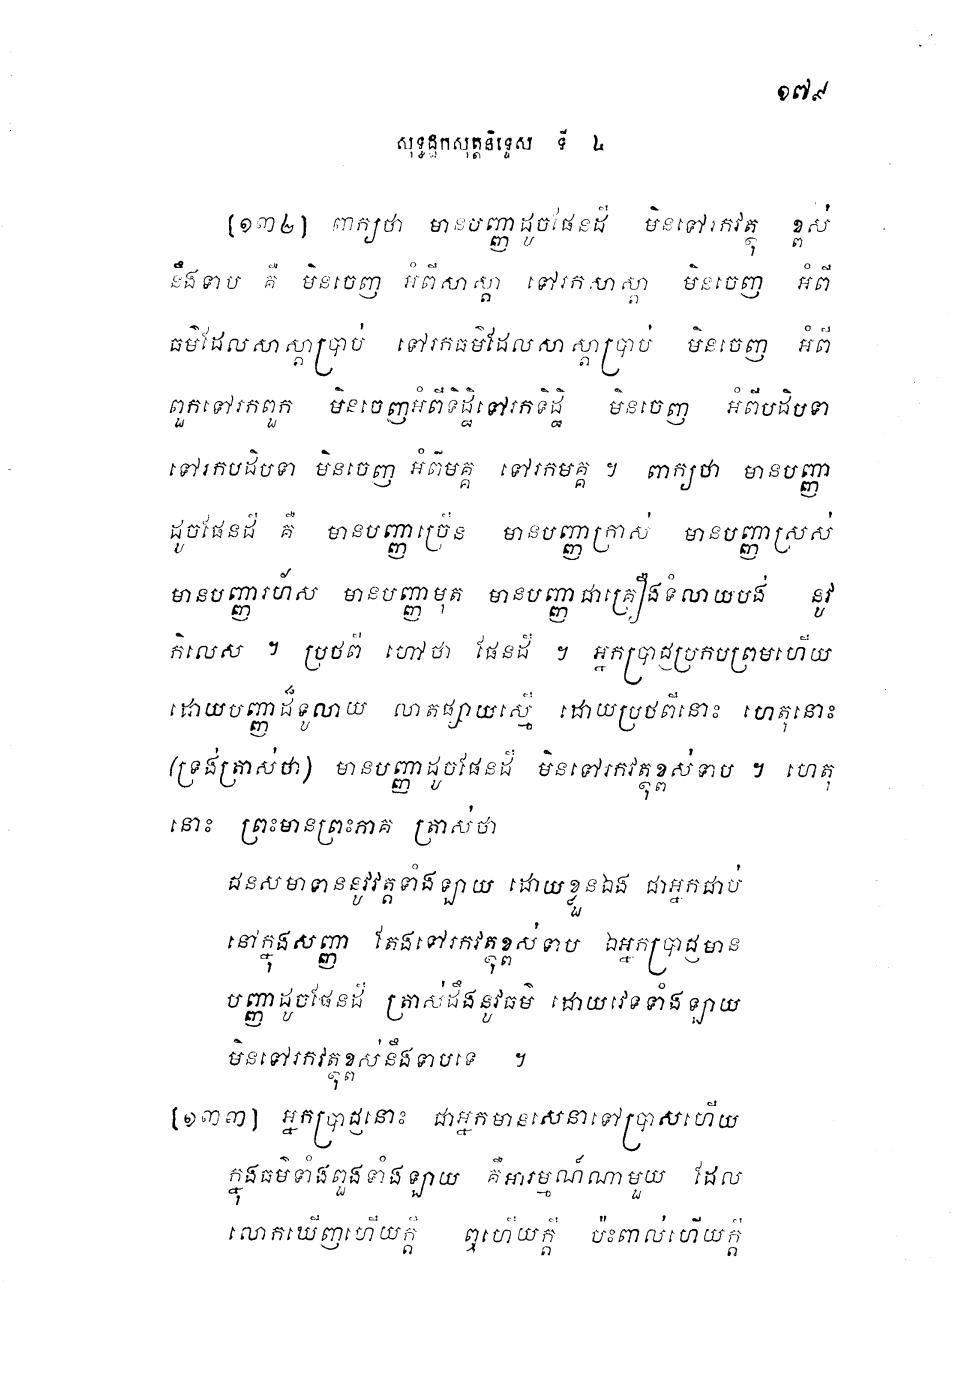 ១៧៩
សុទ្ធដ្ឋកសុត្តនិទ្ទេស ទី ៤
(១៣២) ពាក្យថា មានបញ្ញាដូចផែនដី មិនទៅរកវត្ថុ ខ្ពស់
នឹងទាប គឺ មិនចេញ អំពីសាស្តា ទៅរកសាស្តា មិនចេញ អំពី
ធម៌ដែលសាស្តាប្រាប់ ទៅរកធម៌ដែលសាស្តាប្រាប់ មិនចេញ អំពី
ពួកទៅរកពួក មិនចេញអំពីទិដ្ឋិទៅរកទិដ្ឋិ មិនចេញ អំពីបដិបទា
ទៅរកបដិបទា មិនចេញ អំពីមគ្គ ទៅរកមគ្គ ។ ពាក្យថា មានបញ្ញា
ដូចផែនដី គឺ មានបញ្ញាច្រើន មានបញ្ញាក្រាស់ មានបញ្ញាស្រស់
មានបញ្ញារហ័ស មានបញ្ញាមុត មានបញ្ញាជាគ្រឿងទំលាយបង់ នូវ
កិលេស ។ ប្រថពី ហៅថា ផែនដី ។ អ្នកប្រាជ្ញប្រកបព្រមហើយ
ដោយបញ្ញាដ៏ទូលាយ លាតផ្សាយស្មើ ដោយប្រថពីនោះ ហេតុនោះ
(ទ្រង់ត្រាស់ថា) មានបញ្ញាដូចផែនដី មិនទៅរកវត្ថុខ្ពស់ទាប ។ ហេតុ
នោះ ព្រះមានព្រះភាគ ត្រាស់ថា
ជនសមាទាននូវវត្តទាំងឡាយ ដោយខ្លួនឯង ជាអ្នកជាប់
នៅក្នុងសញ្ញា តែងទៅរកវត្ថុខ្ពស់ទាប ឯអ្នកប្រាជ្ញមាន
បញ្ញាដូចផែនដី ត្រាស់ដឹងនូវធម៌ ដោយវេទទាំងឡាយ
មិនទៅរកវត្ថុខ្ពស់នឹងទាបទេ ។
(១៣៣) អ្នកប្រាជ្ញនោះ ជាអ្នកមានសេនាទៅប្រាសហើយ
ក្នុងធម៌ទាំងពួងទាំងឡាយ គឺអារម្មណ៍ណាមួយ ដែល
លោកឃើញហើយក្តី ឮហើយក្តី ប៉ះពាល់ហើយក្តី